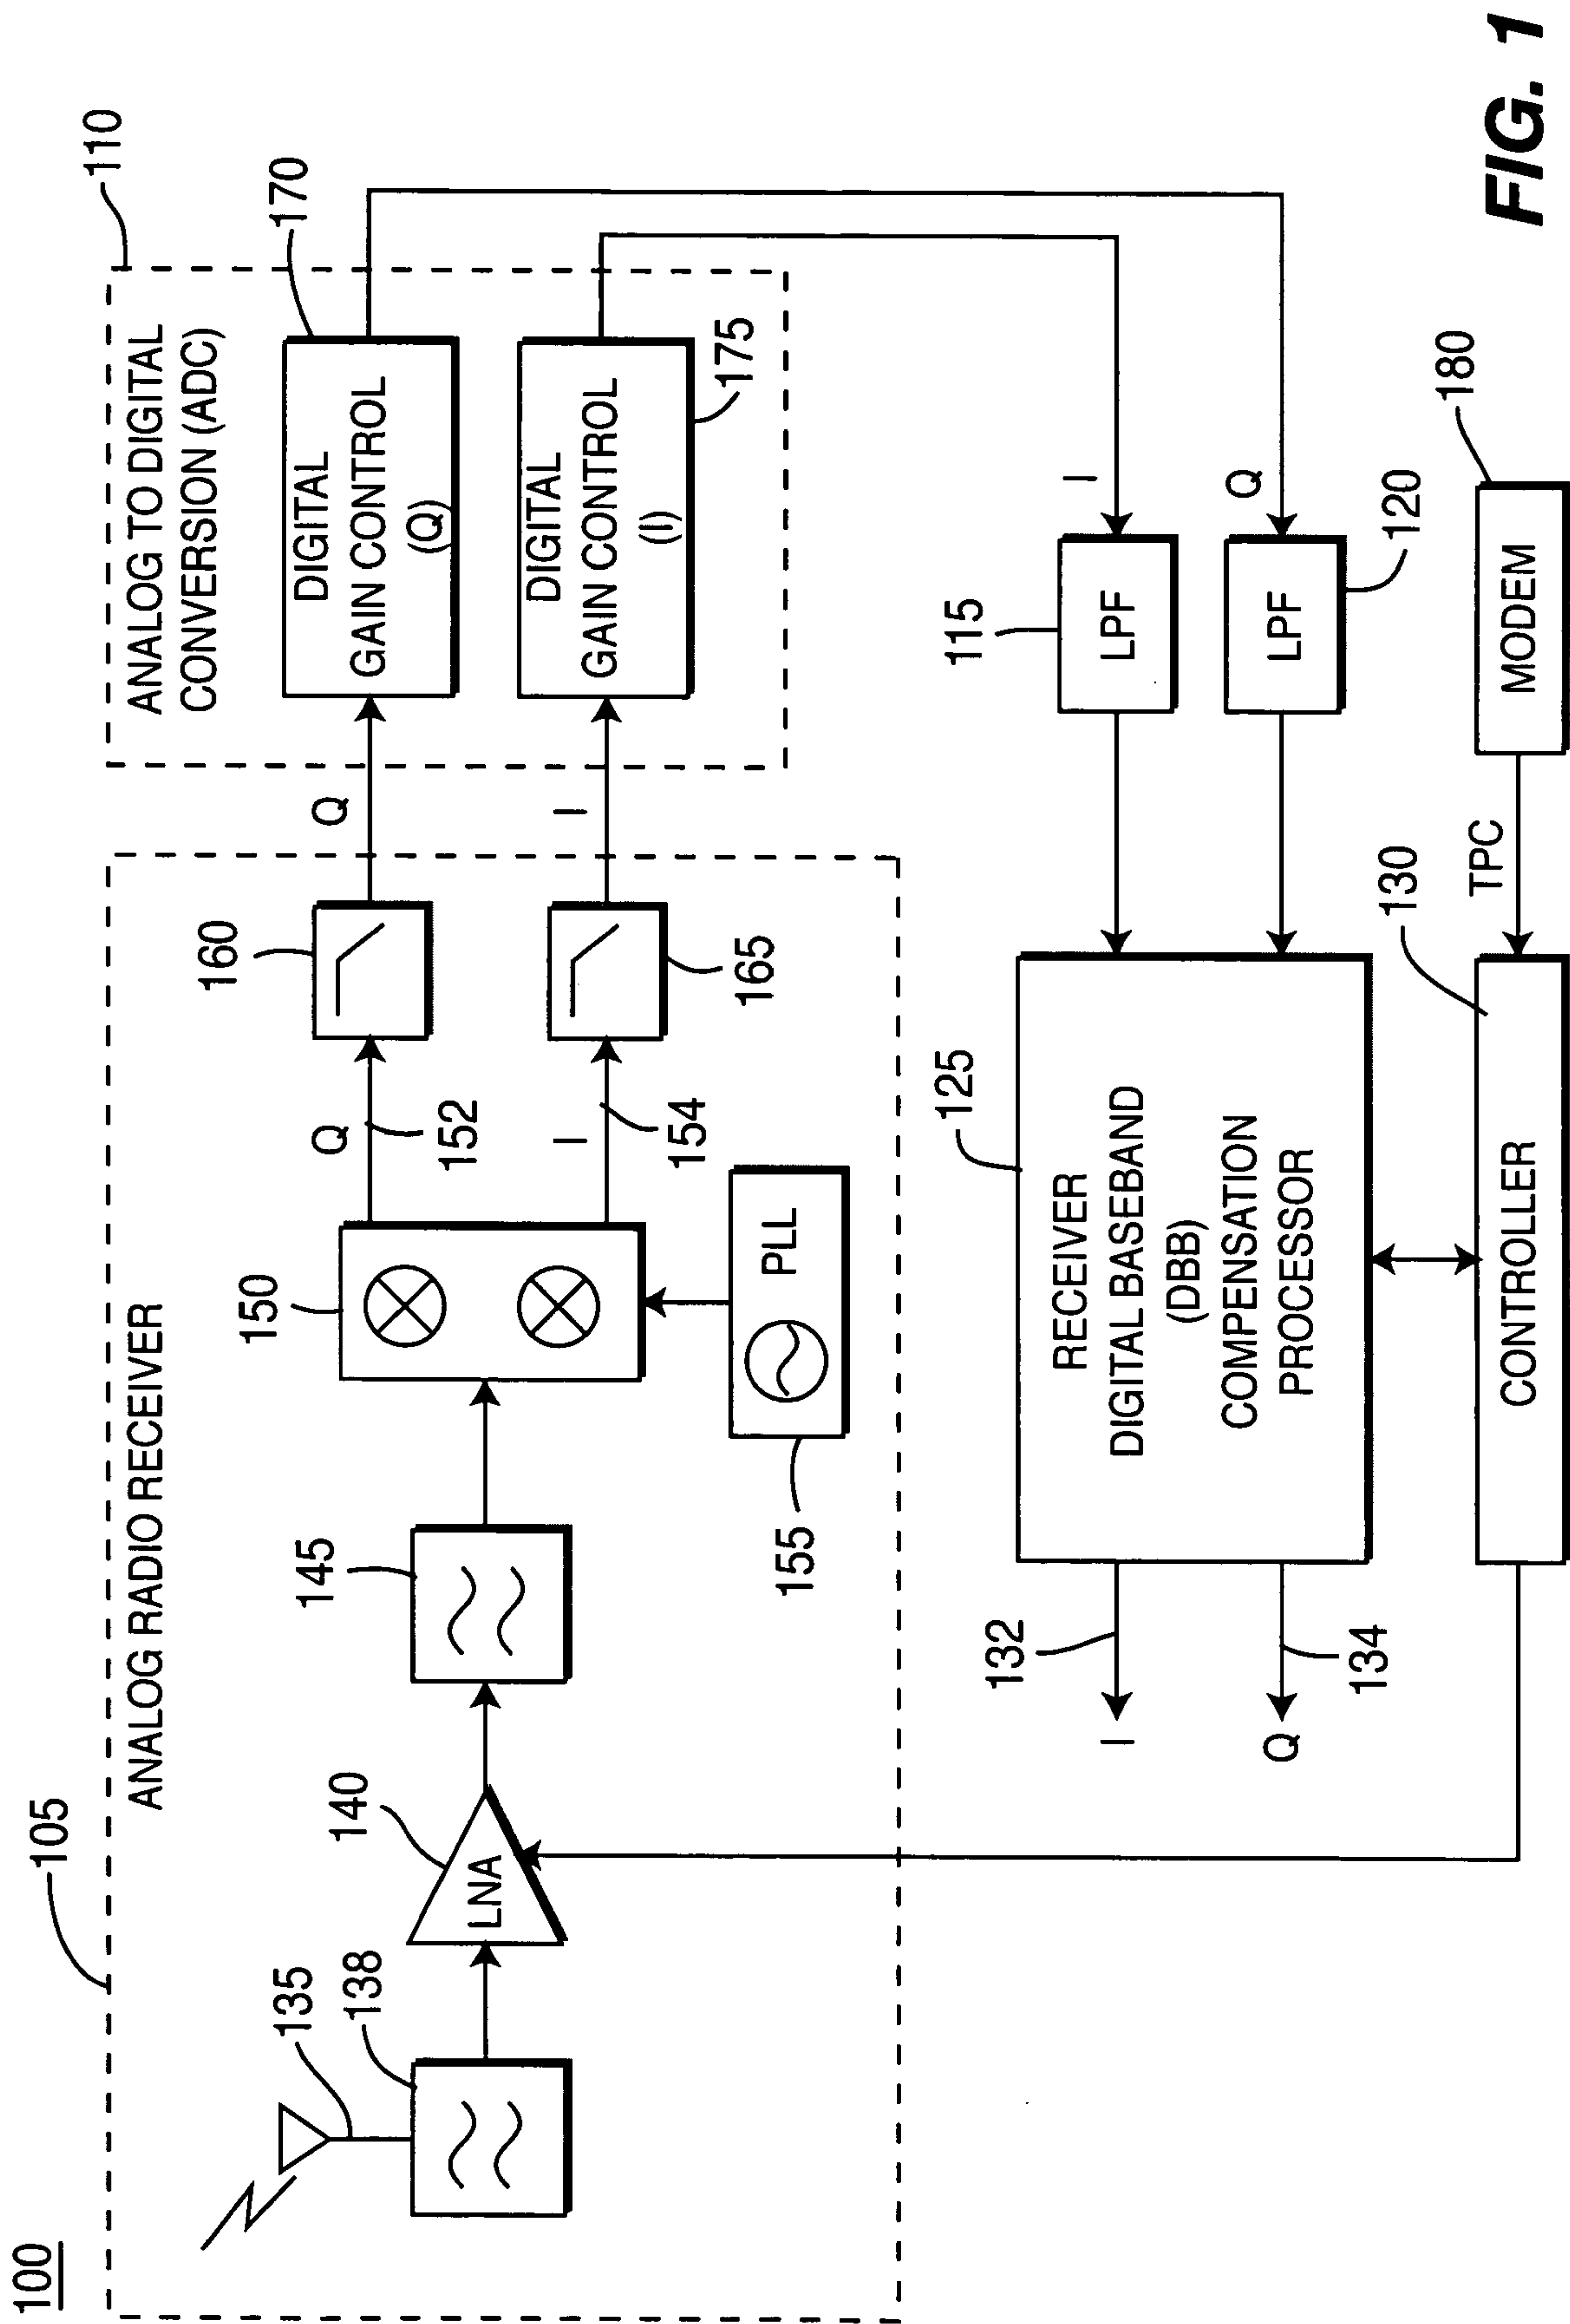 100
105
110
ANALOG RADIO RECEIVER
ANALOG TO DIGITAL
CONVERSION (ADC)
135
138
140
LNA
145
150
155
PLL
Q
152
I
154
160
165
Q
I
170
DIGITAL
GAIN CONTROL
(Q)
DIGITAL
GAIN CONTROL
(I)
175
I
132
Q
134
125
RECEIVER
DIGITAL BASEBAND
(DBB)
COMPENSATION
PROCESSOR
115
LPF
I
LPF
Q
120
CONTROLLER
130
TPC
MODEM
180
FIG. 1